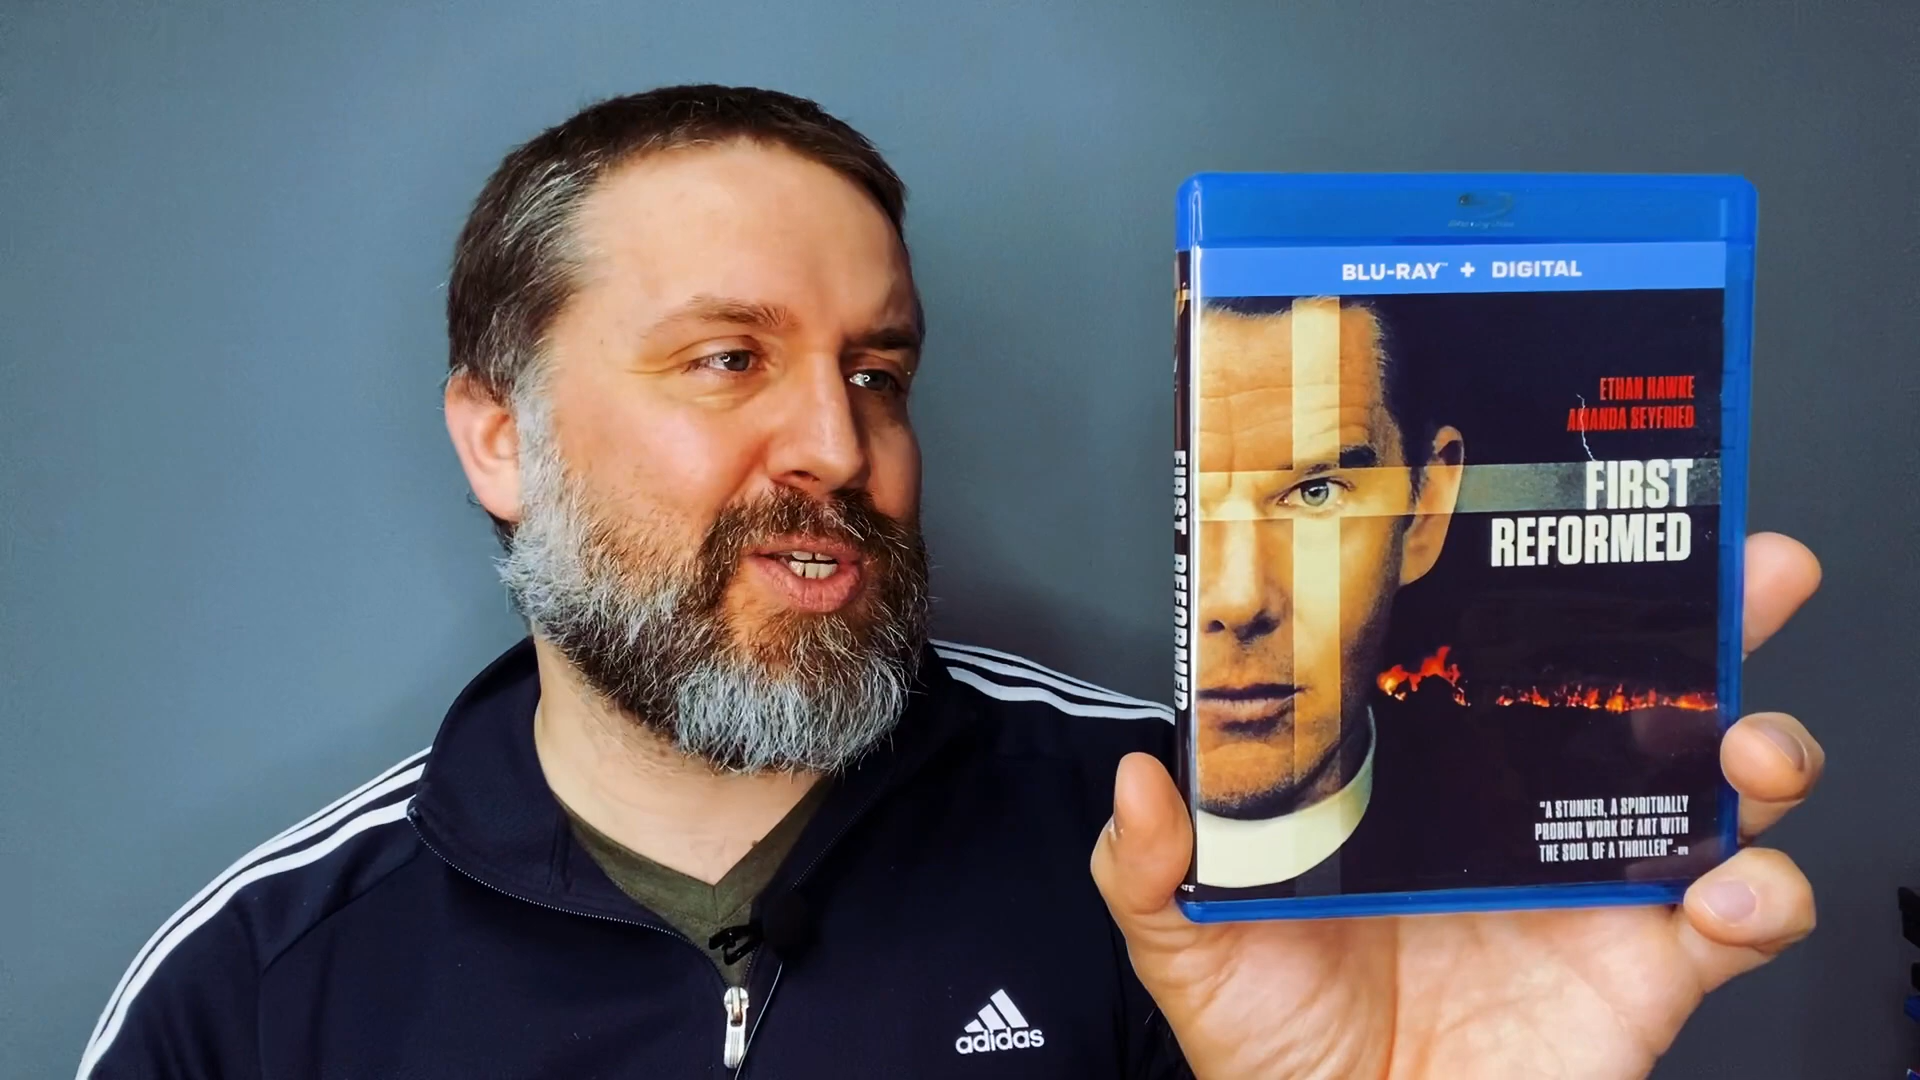 BLU-RAY™ + DIGITAL
ETHAN HAWKE
AMANDA SEYFRIED
FIRST
REFORMED
"A STUNNER, A SPIRITUALLY
PROBING WORK OF ART WITH
THE SOUL OF A THRILLER"
FIRST REFORMED
adidas